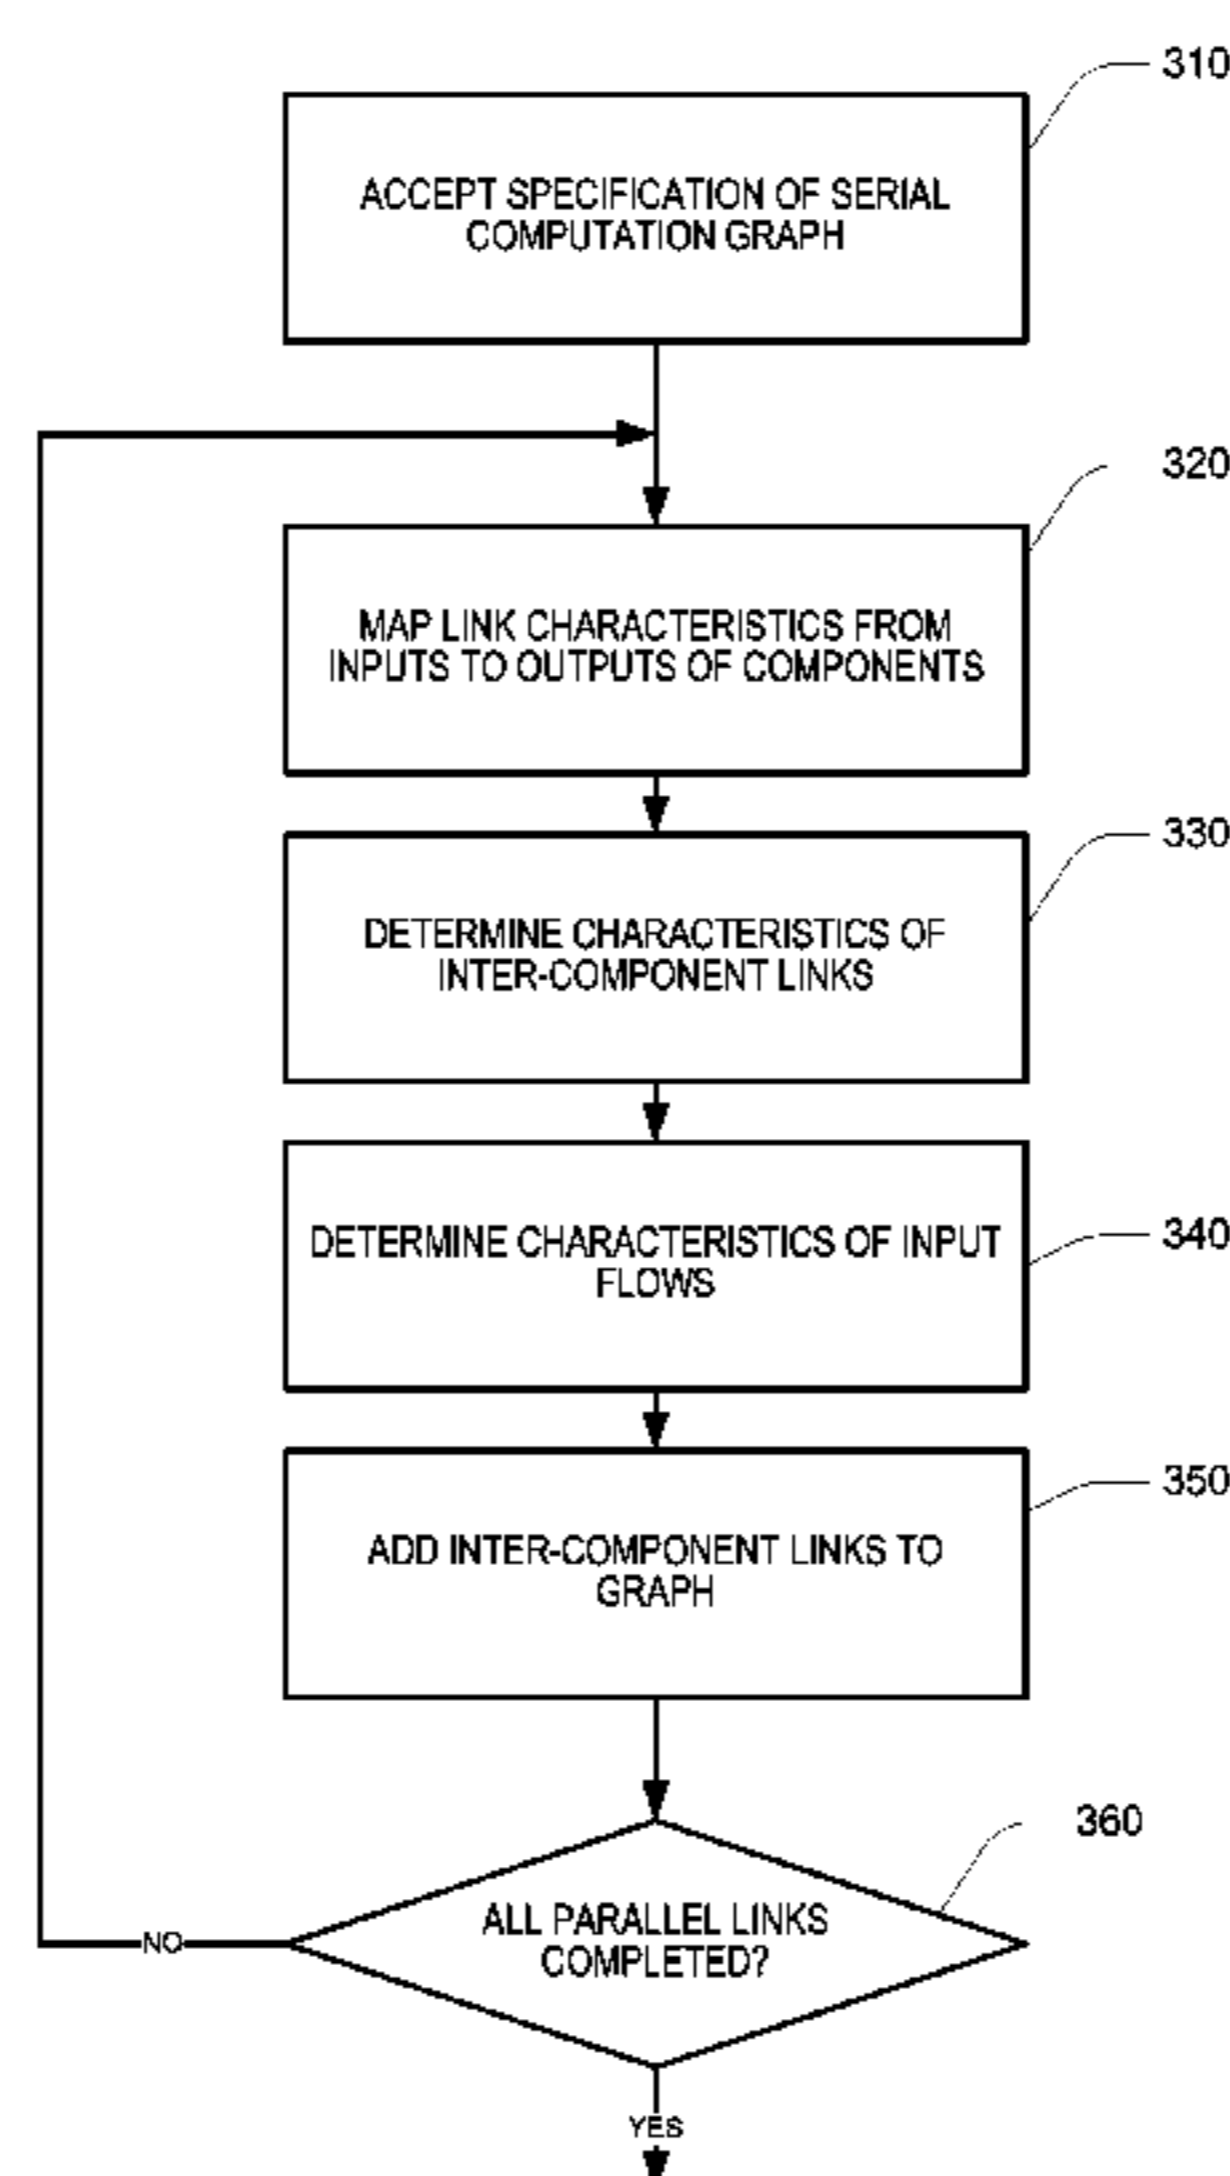 310
ACCEPT SPECIFICATION OF SERIAL
COMPUTATION GRAPH
320
MAP LINK CHARACTERISTICS FROM
INPUTS TO OUTPUTS OF COMPONENTS
330
DETERMINE CHARACTERISTICS OF
INTER-COMPONENT LINKS
340
DETERMINE CHARACTERISTICS OF INPUT
FLOWS
350
ADD INTER-COMPONENT LINKS TO
GRAPH
360
ALL PARALLEL LINKS
COMPLETED?
NO
YES